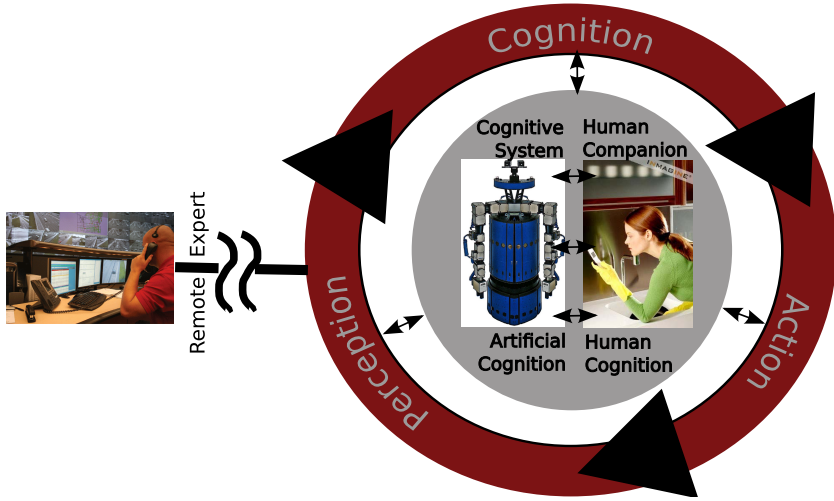 Cognition
Cognitive
System
Human
Companion
Remote Expert
Perception
Action
Artificial
Cognition
Human
Cognition